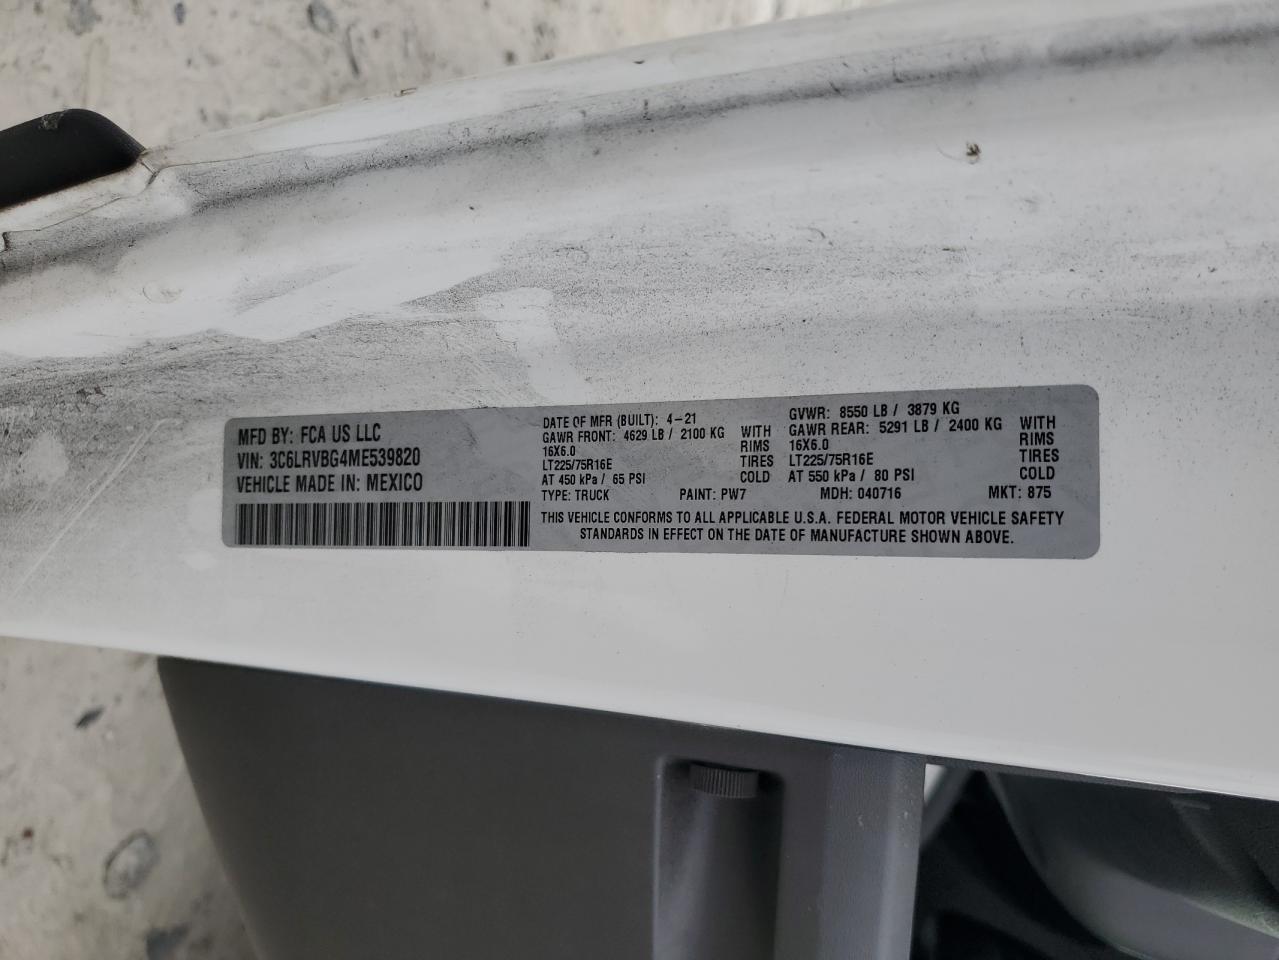 MFD BY: FCA US LLC
VIN: 3C6LRVBG4ME539820
VEHICLE MADE IN: MEXICO
DATE OF MFR (BUILT): 4-21
GAWR FRONT: 4629 LB / 2100 KG WITH
16X6.0 RIMS
LT225/75R16E TIRES
AT 450 kPa / 65 PSI COLD
GVWR: 8550 LB / 3879 KG
GAWR REAR: 5291 LB / 2400 KG WITH
16X6.0 RIMS
LT225/75R16E TIRES
AT 550 kPa / 80 PSI COLD
TYPE: TRUCK PAINT: PW7 MDH: 040716 MKT: 875
THIS VEHICLE CONFORMS TO ALL APPLICABLE U.S.A. FEDERAL MOTOR VEHICLE SAFETY
STANDARDS IN EFFECT ON THE DATE OF MANUFACTURE SHOWN ABOVE.